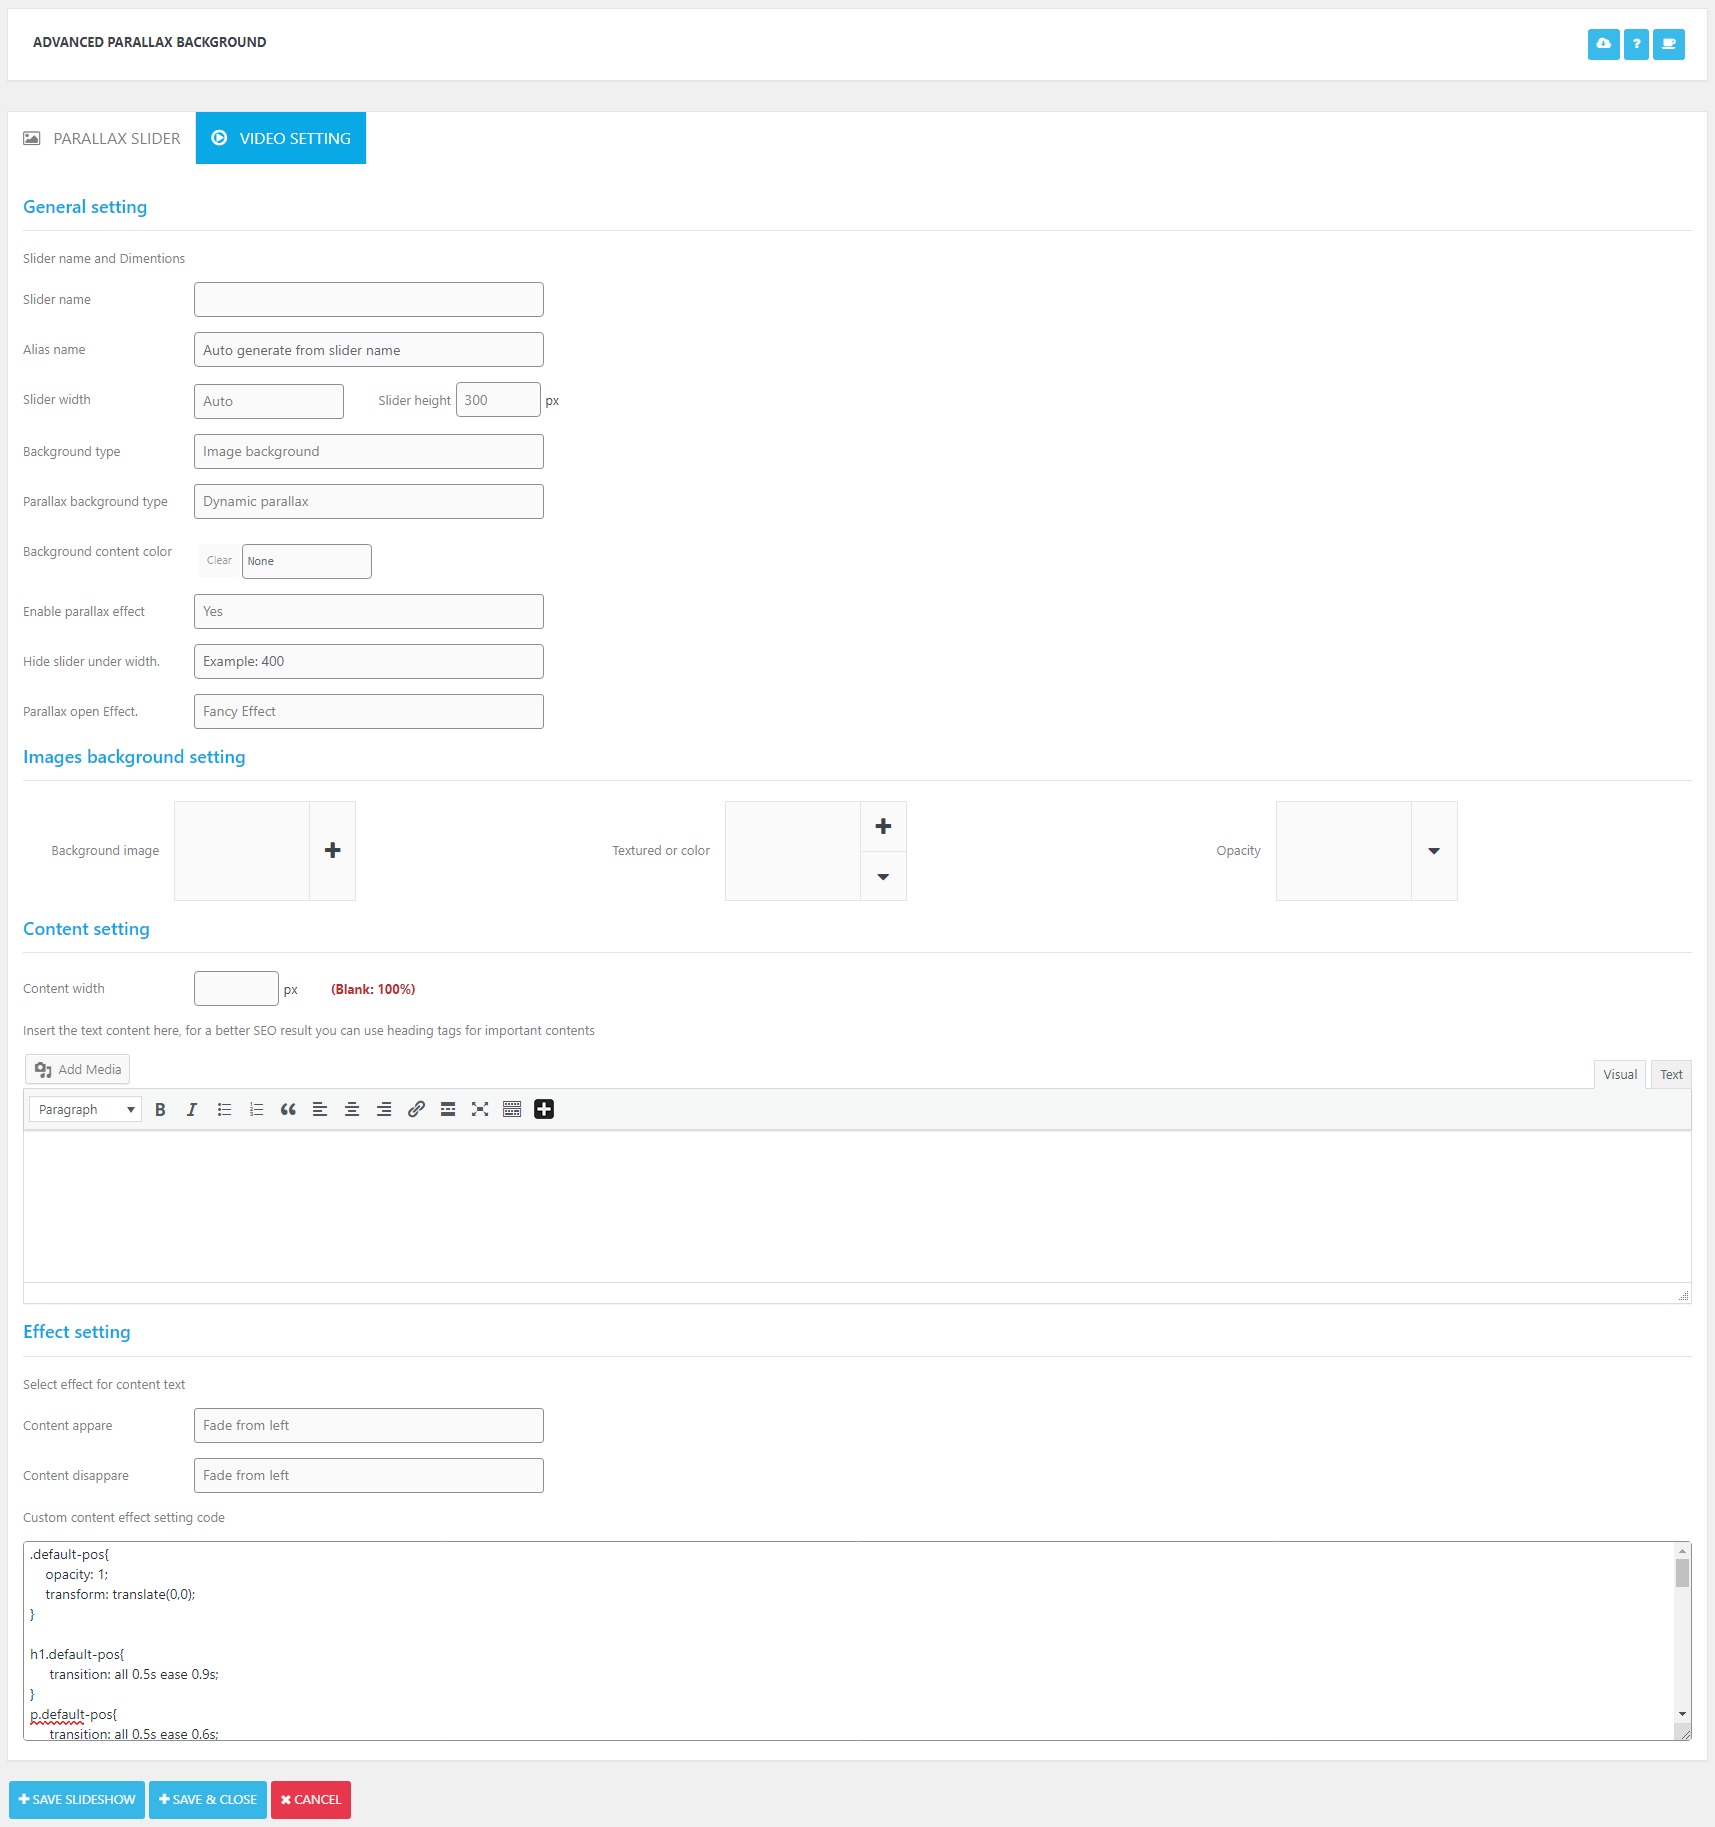 ADVANCED PARALLAX BACKGROUND
?
PARALLAX SLIDER
VIDEO SETTING
General setting
Slider name and Dimentions
Slider name
Alias name Auto generate from slider name
Slider width Auto Slider height 300 px
Background type Image background
Parallax background type Dynamic parallax
Background content color Clear None
Enable parallax effect Yes
Hide slider under width. Example: 400
Parallax open Effect. Fancy Effect
Images background setting
Background image Textured or color Opacity
Content setting
Content width px (Blank: 100%)
Insert the text content here, for a better SEO result you can use heading tags for important contents
Add Media Visual Text
Paragraph B I
Effect setting
Select effect for content text
Content appare Fade from left
Content disappare Fade from left
Custom content effect setting code
.default-pos{
opacity: 1;
transform: translate(0,0);
}
h1.default-pos{
transition: all 0.5s ease 0.9s;
}
p.default-pos{
transition: all 0.5s ease 0.6s;
SAVE SLIDESHOW SAVE & CLOSE CANCEL